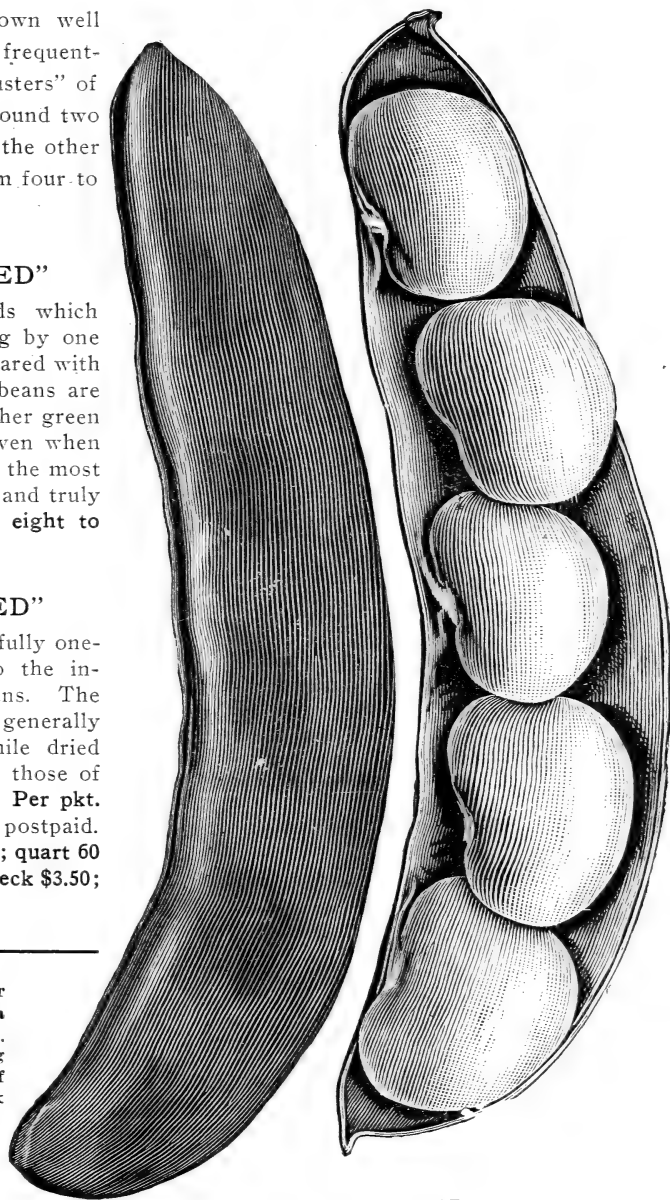 own well
frequent-
usters” of
ound two
the other
m four to
ED”
ds which
g by one
ared with
beans are
her green
ven when
the most
and truly
eight to
ED”
fully one-
o the in-
ns. The
generally
ile dried
those of
Per pkt.
postpaid.
; quart 60
eck $3.50;
r
.
g
f
k